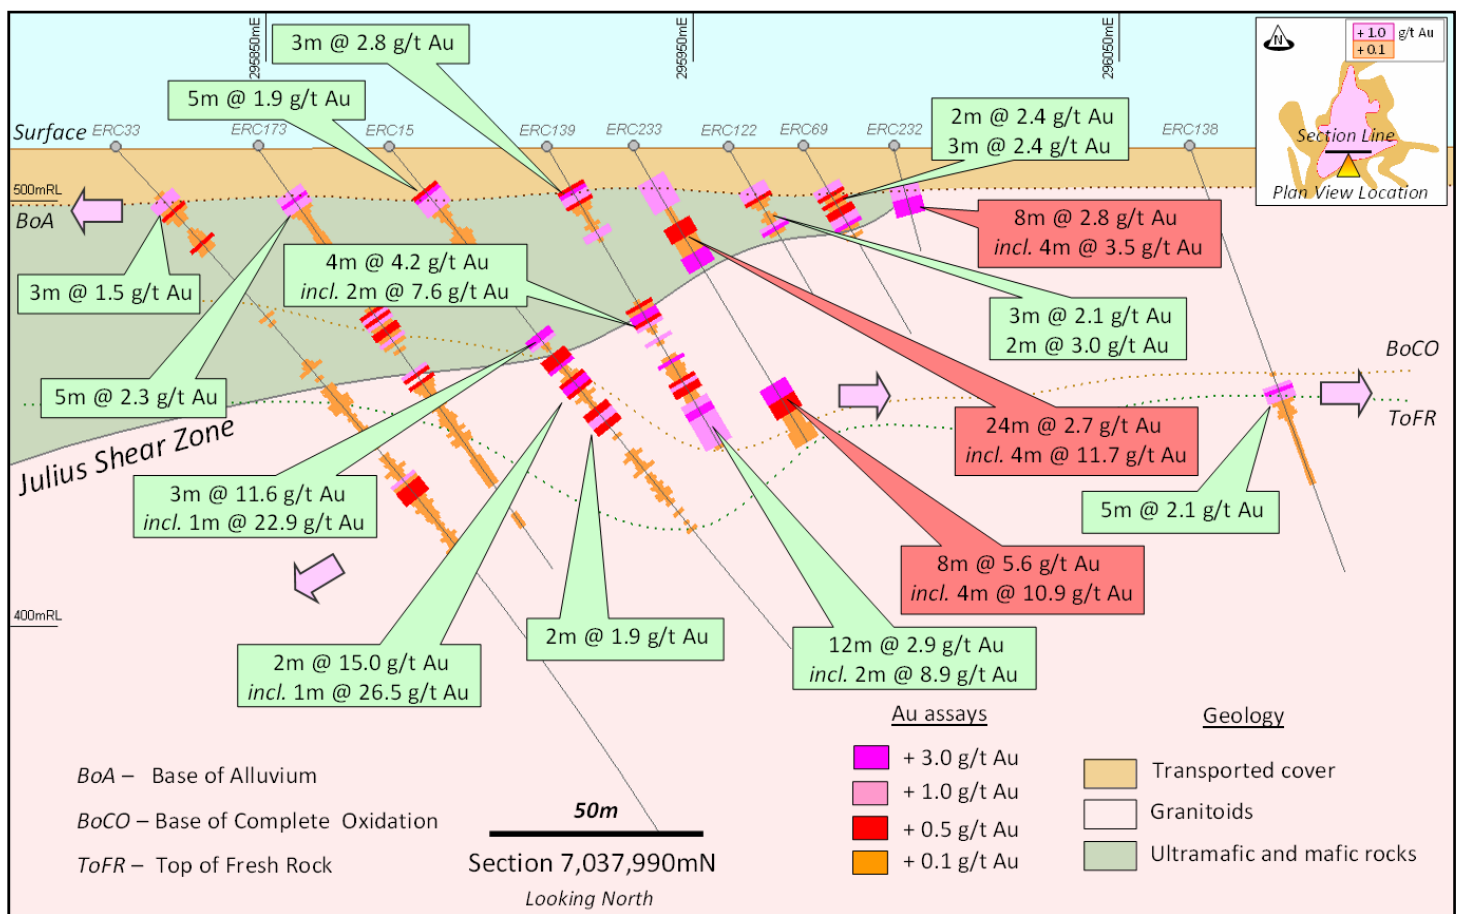 295850mE
295950mE
296050mE
3m @ 2.8 g/t Au
5m @ 1.9 g/t Au
N
+ 1.0 g/t Au
+ 0.1
Section Line
Plan View Location
2m @ 2.4 g/t Au
3m @ 2.4 g/t Au
Surface
ERC33
ERC173
ERC15
ERC139
ERC233
ERC122
ERC69
ERC232
ERC138
500mRL
BoA
8m @ 2.8 g/t Au
incl. 4m @ 3.5 g/t Au
4m @ 4.2 g/t Au
incl. 2m @ 7.6 g/t Au
3m @ 1.5 g/t Au
3m @ 2.1 g/t Au
2m @ 3.0 g/t Au
BoCO
5m @ 2.3 g/t Au
ToFR
24m @ 2.7 g/t Au
incl. 4m @ 11.7 g/t Au
Julius Shear Zone
3m @ 11.6 g/t Au
incl. 1m @ 22.9 g/t Au
5m @ 2.1 g/t Au
8m @ 5.6 g/t Au
incl. 4m @ 10.9 g/t Au
400mRL
2m @ 1.9 g/t Au
12m @ 2.9 g/t Au
incl. 2m @ 8.9 g/t Au
2m @ 15.0 g/t Au
incl. 1m @ 26.5 g/t Au
Au assays
+ 3.0 g/t Au
+ 1.0 g/t Au
+ 0.5 g/t Au
+ 0.1 g/t Au
Geology
Transported cover
Granitoids
Ultramafic and mafic rocks
BoA – Base of Alluvium
BoCO – Base of Complete Oxidation
ToFR – Top of Fresh Rock
50m
Section 7,037,990mN
Looking North